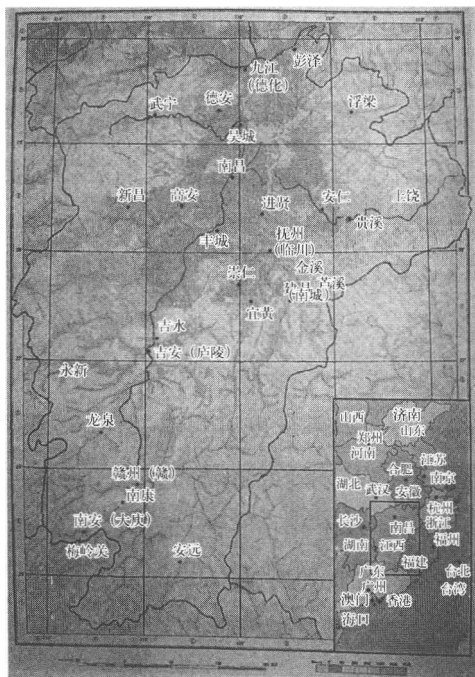 彭泽
九江
（德化）
武宁
德安
浮梁
吴城
南昌
新昌
高安
进贤
安仁
上饶
贵溪
丰城
抚州
（临川）
崇仁
金溪
（南城）
宜黄
吉水
吉安（庐陵）
永新
龙泉
赣州（赣）
南康
南安（大庾）
梅岭关
安远
山西
济南
山东
郑州
河南
江苏
合肥
南京
湖北
武汉
安徽
杭州
浙江
长沙
南昌
福州
湖南
江西
福建
台北
台湾
广东
广州
澳门
香港
海口